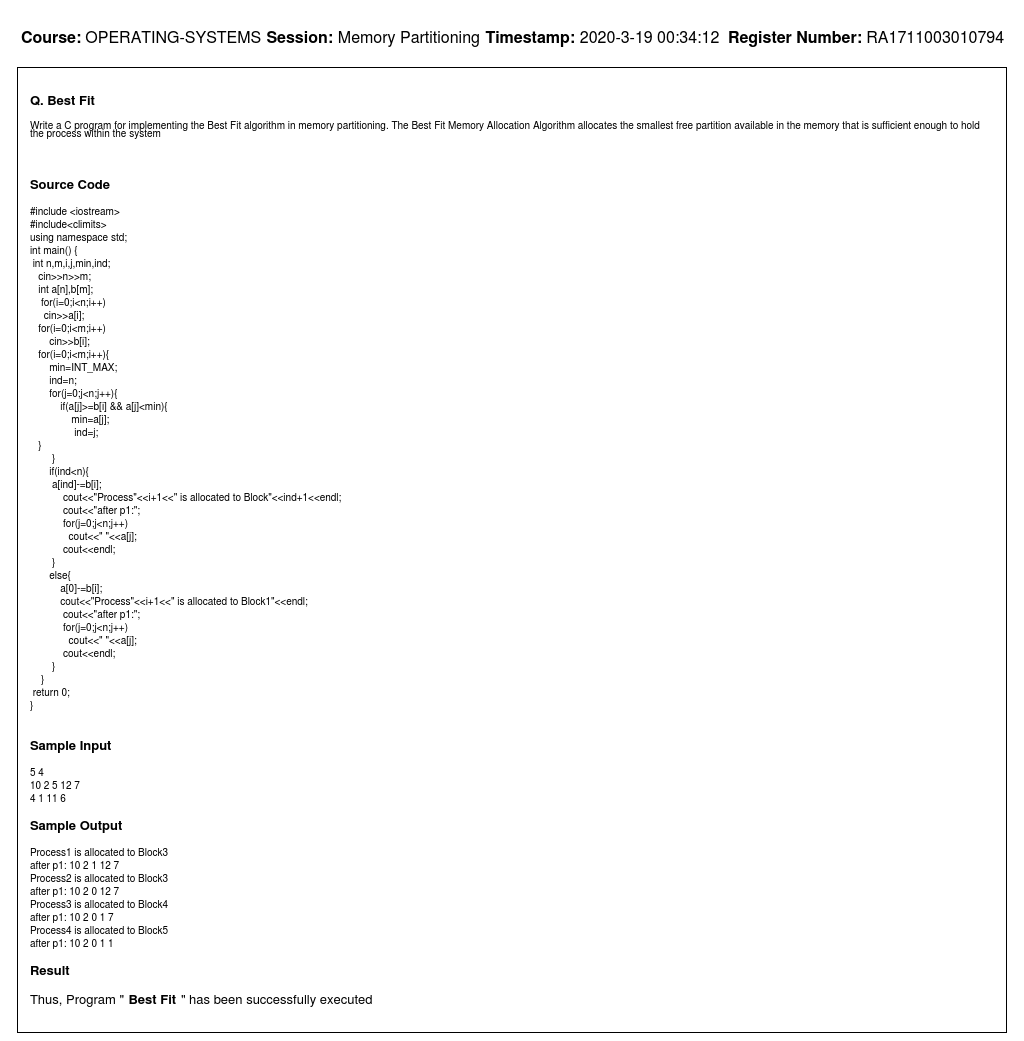 Course: OPERATING-SYSTEMS Session: Memory Partitioning Timestamp: 2020-3-19 00:34:12 Register Number: RA1711003010794
Q. Best Fit
Write a C program for implementing the Best Fit algorithm in memory partitioning. The Best Fit Memory Allocation Algorithm allocates the smallest free partition available in the memory that is sufficient enough to hold
the process within the system
Source Code
#include <iostream>
#include<climits>
using namespace std;
int main() {
 int n,m,i,j,min,ind;
   cin>>n>>m;
   int a[n],b[m];
    for(i=0;i<n;i++)
     cin>>a[i];
   for(i=0;i<m;i++)
       cin>>b[i];
   for(i=0;i<m;i++){
       min=INT_MAX;
       ind=n;
       for(j=0;j<n;j++){
           if(a[j]>=b[i] && a[j]<min){
               min=a[j];
                ind=j;
   }
        }
       if(ind<n){
        a[ind]-=b[i];
            cout<<"Process"<<i+1<<" is allocated to Block"<<ind+1<<endl;
            cout<<"after p1:";
            for(j=0;j<n;j++)
              cout<<" "<<a[j];
            cout<<endl;
        }
       else{
           a[0]-=b[i];
           cout<<"Process"<<i+1<<" is allocated to Block1"<<endl;
            cout<<"after p1:";
            for(j=0;j<n;j++)
              cout<<" "<<a[j];
            cout<<endl;
        }
    }
 return 0;
}
Sample Input
5 4
10 2 5 12 7
4 1 11 6
Sample Output
Process1 is allocated to Block3
after p1: 10 2 1 12 7
Process2 is allocated to Block3
after p1: 10 2 0 12 7
Process3 is allocated to Block4
after p1: 10 2 0 1 7
Process4 is allocated to Block5
after p1: 10 2 0 1 1
Result
Thus, Program " Best Fit " has been successfully executed